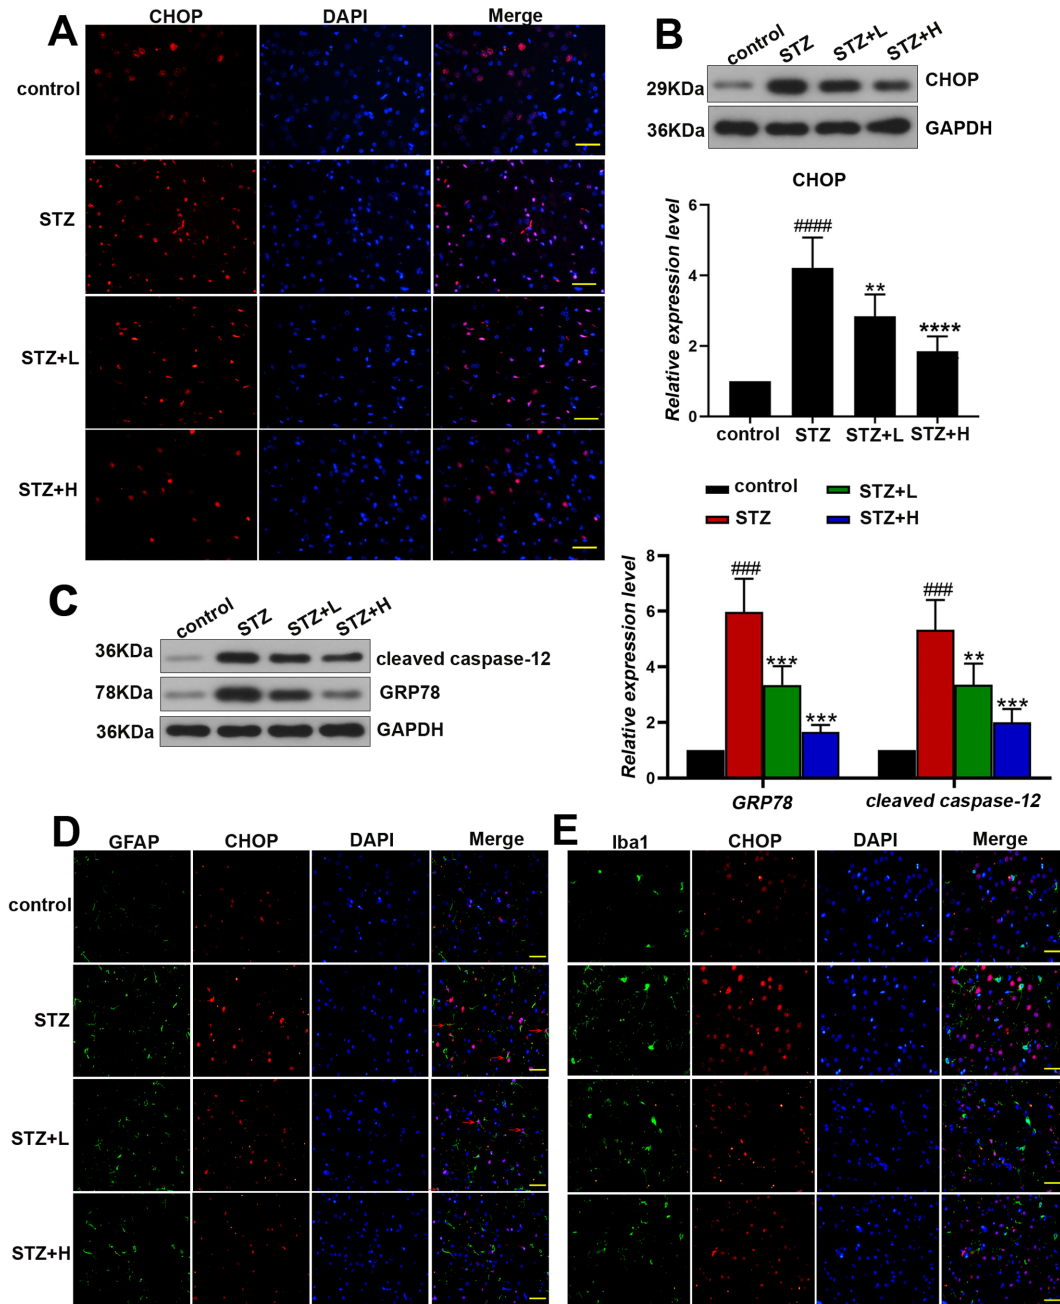 A
CHOP DAPI Merge
control
STZ
STZ+L
STZ+H
B
control STZ STZ+L STZ+H
29KDa CHOP
36KDa GAPDH
CHOP
Relative expression level
6
4
2
0
####
**
****
control STZ STZ+L STZ+H
C
control STZ STZ+L STZ+H
36KDa cleaved caspase-12
78KDa GRP78
36KDa GAPDH
control STZ+L
STZ STZ+H
Relative expression level
8
6
4
2
0
### ***
***
### **
***
GRP78 cleaved caspase-12
D
GFAP CHOP DAPI Merge
control
STZ
STZ+L
STZ+H
E
Iba1 CHOP DAPI Merge